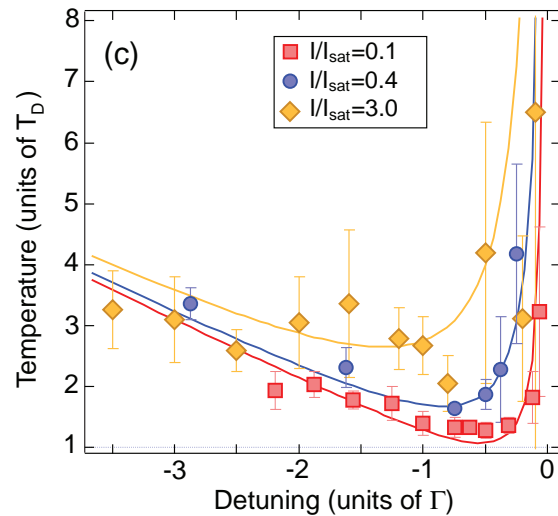 (c)
I/Isat=0.1
I/Isat=0.4
I/Isat=3.0
Temperature (units of TD)
8
7
6
5
4
3
2
1
-3
-2
-1
0
Detuning (units of Γ)